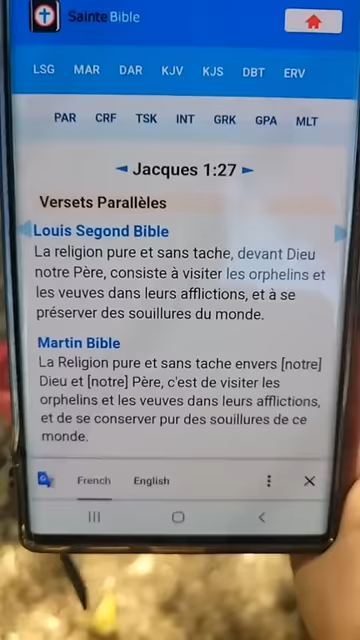 SainteBible
LSG MAR DAR KJV KJS DBT ERV
PAR CRF TSK INT GRK GPA MLT
◄ Jacques 1:27 ►
Versets Parallèles
Louis Segond Bible
La religion pure et sans tache, devant Dieu
notre Père, consiste à visiter les orphelins et
les veuves dans leurs afflictions, et à se
préserver des souillures du monde.
Martin Bible
La Religion pure et sans tache envers [notre]
Dieu et [notre] Père, c'est de visiter les
orphelins et les veuves dans leurs afflictions,
et de se conserver pur des souillures de ce
monde.
French English